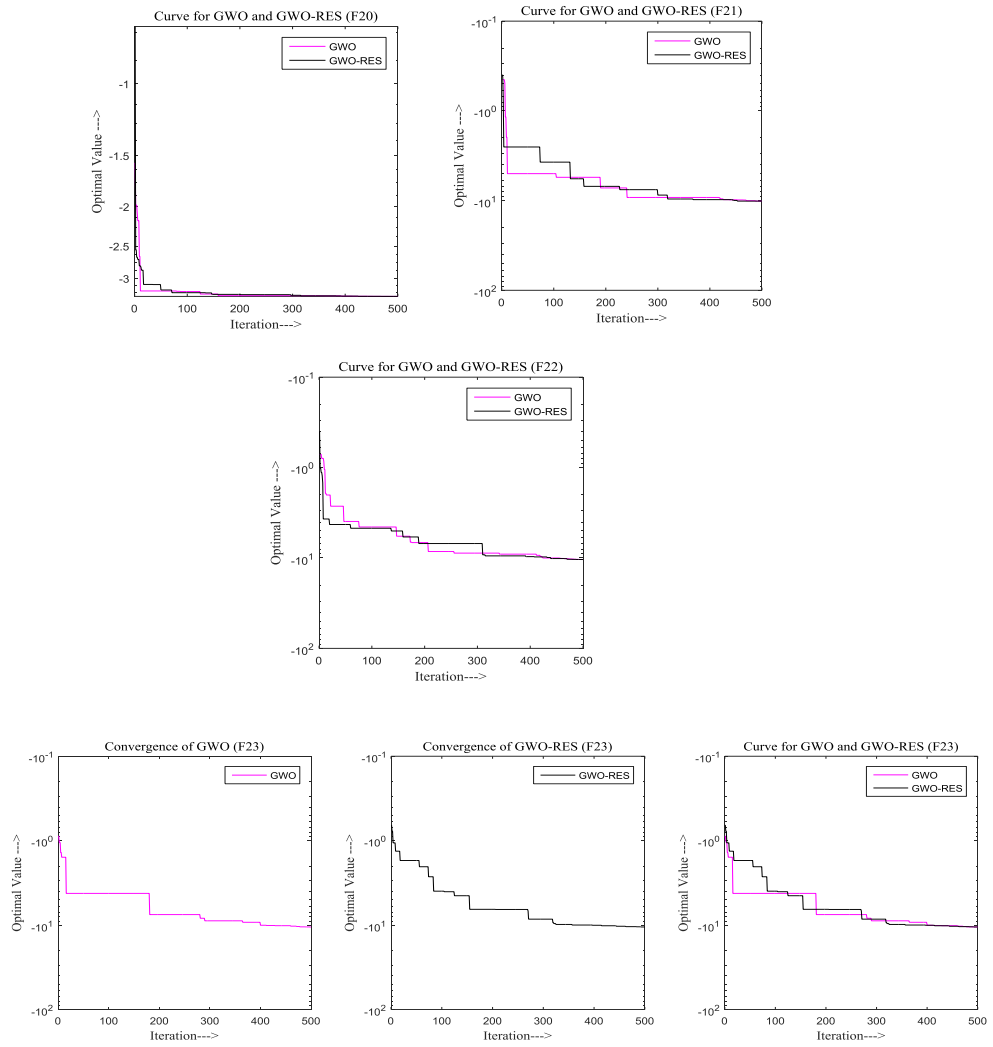 Curve for GWO and GWO-RES (F20)
GWO
GWO-RES
Optimal Value --->
-1
-1.5
-2
-2.5
-3
0 100 200 300 400 500
Iteration--->
Curve for GWO and GWO-RES (F21)
GWO
GWO-RES
Optimal Value --->
-10^-1
-10^0
-10^1
-10^2
0 100 200 300 400 500
Iteration--->
Curve for GWO and GWO-RES (F22)
GWO
GWO-RES
Optimal Value --->
-10^-1
-10^0
-10^1
-10^2
0 100 200 300 400 500
Iteration--->
Convergence of GWO (F23)
GWO
Optimal Value --->
-10^-1
-10^0
-10^1
-10^2
0 100 200 300 400 500
Iteration--->
Convergence of GWO-RES (F23)
GWO-RES
Optimal Value --->
-10^-1
-10^0
-10^1
-10^2
0 100 200 300 400 500
Iteration--->
Curve for GWO and GWO-RES (F23)
GWO
GWO-RES
Optimal Value --->
-10^-1
-10^0
-10^1
-10^2
0 100 200 300 400 500
Iteration--->